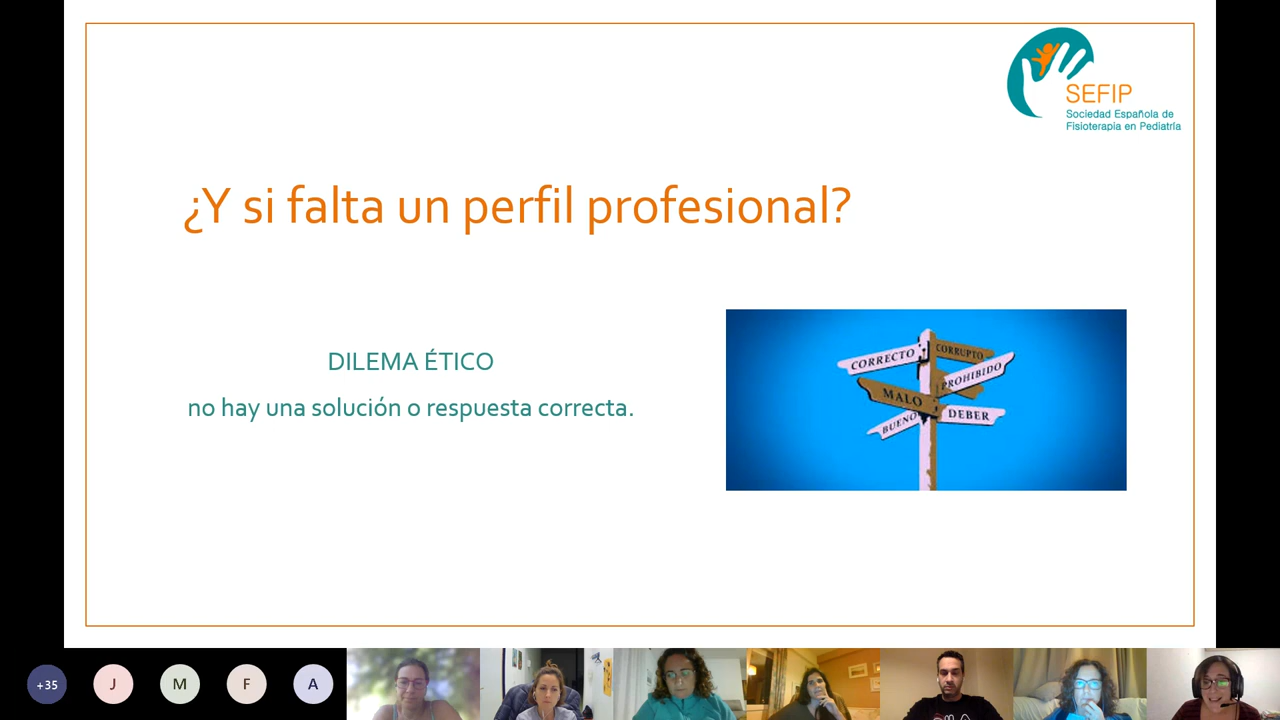 SEFIP
Sociedad Española de
Fisioterapia en Pediatría
¿Y si falta un perfil profesional?
DILEMA ÉTICO
no hay una solución o respuesta correcta.
CORRECTO
CORRUPTO
PROHIBIDO
MALO
BUENO
DEBER
+35
J
M
F
A